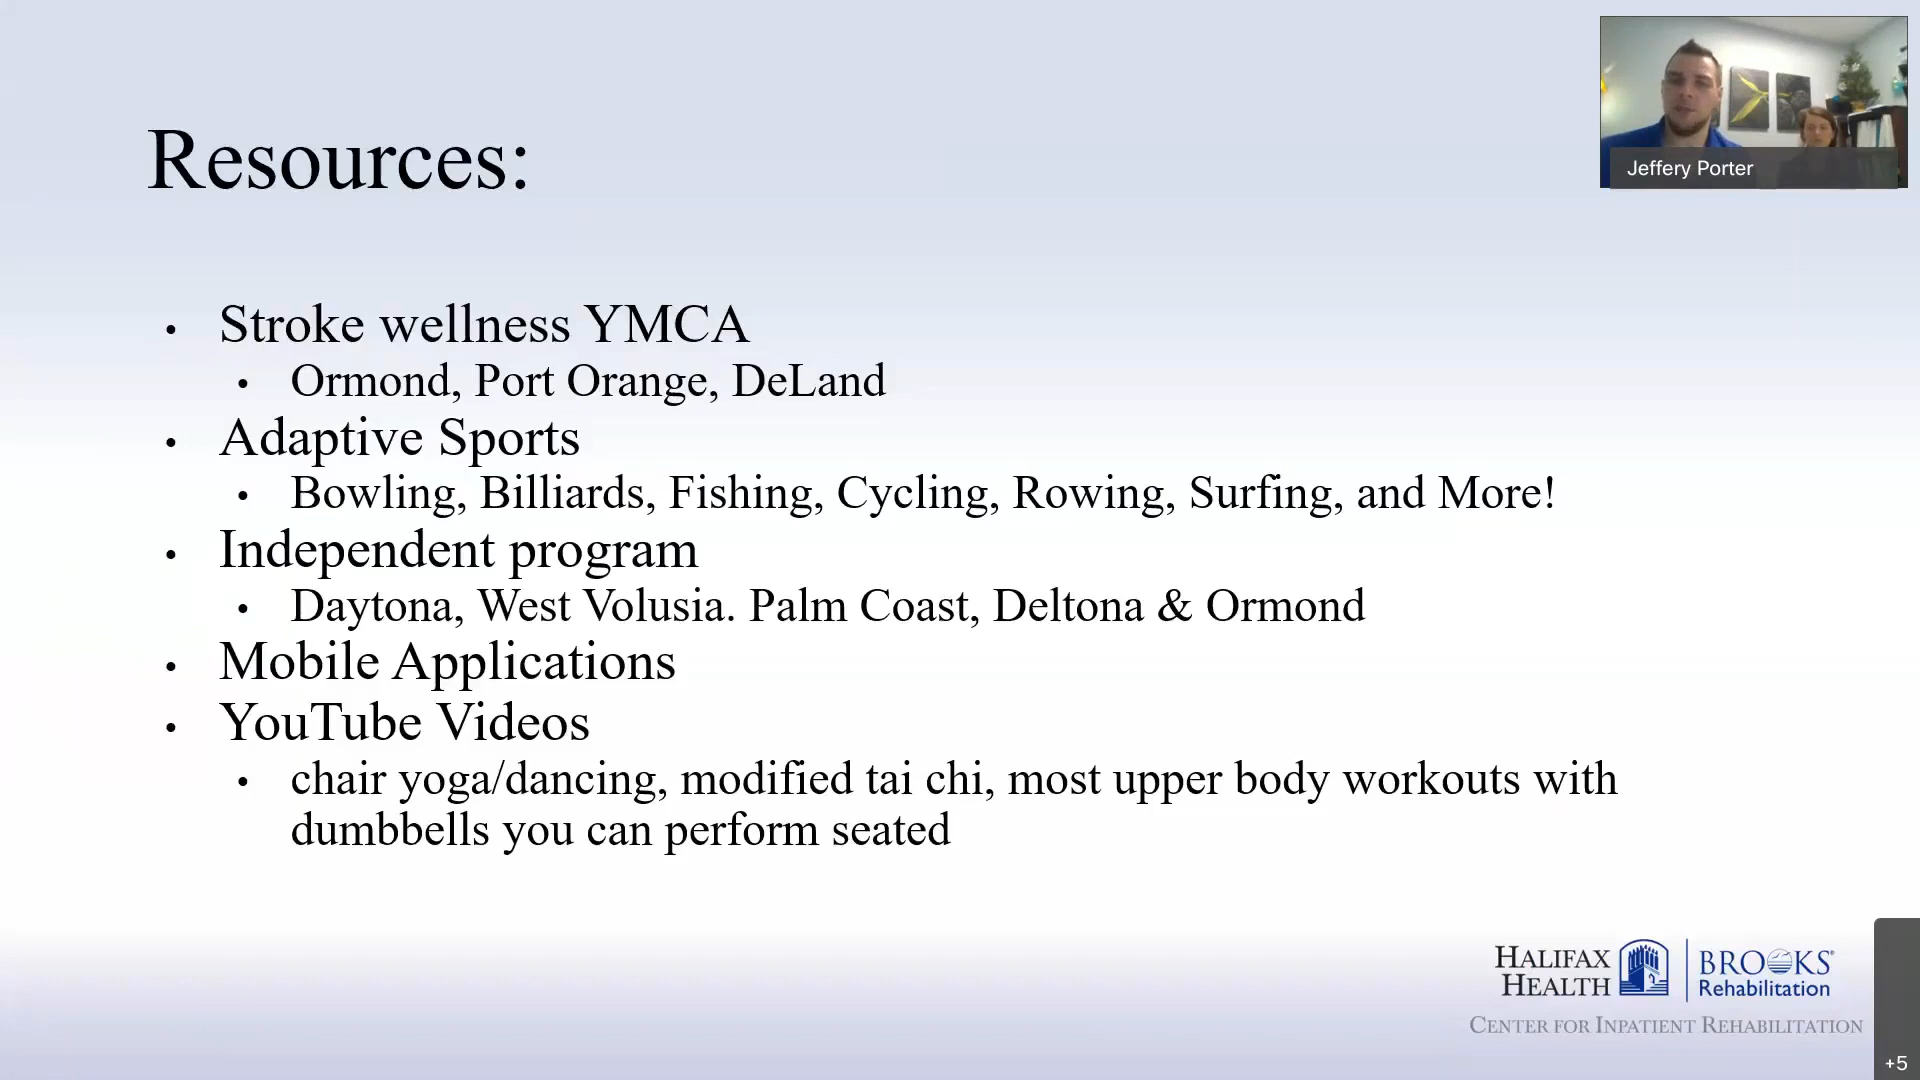 Resources:
Jeffery Porter
• Stroke wellness YMCA
• Ormond, Port Orange, DeLand
• Adaptive Sports
• Bowling, Billiards, Fishing, Cycling, Rowing, Surfing, and More!
• Independent program
• Daytona, West Volusia. Palm Coast, Deltona & Ormond
• Mobile Applications
• YouTube Videos
• chair yoga/dancing, modified tai chi, most upper body workouts with
dumbbells you can perform seated
HALIFAX
HEALTH
BROOKS®
Rehabilitation
CENTER FOR INPATIENT REHABILITATION
+5